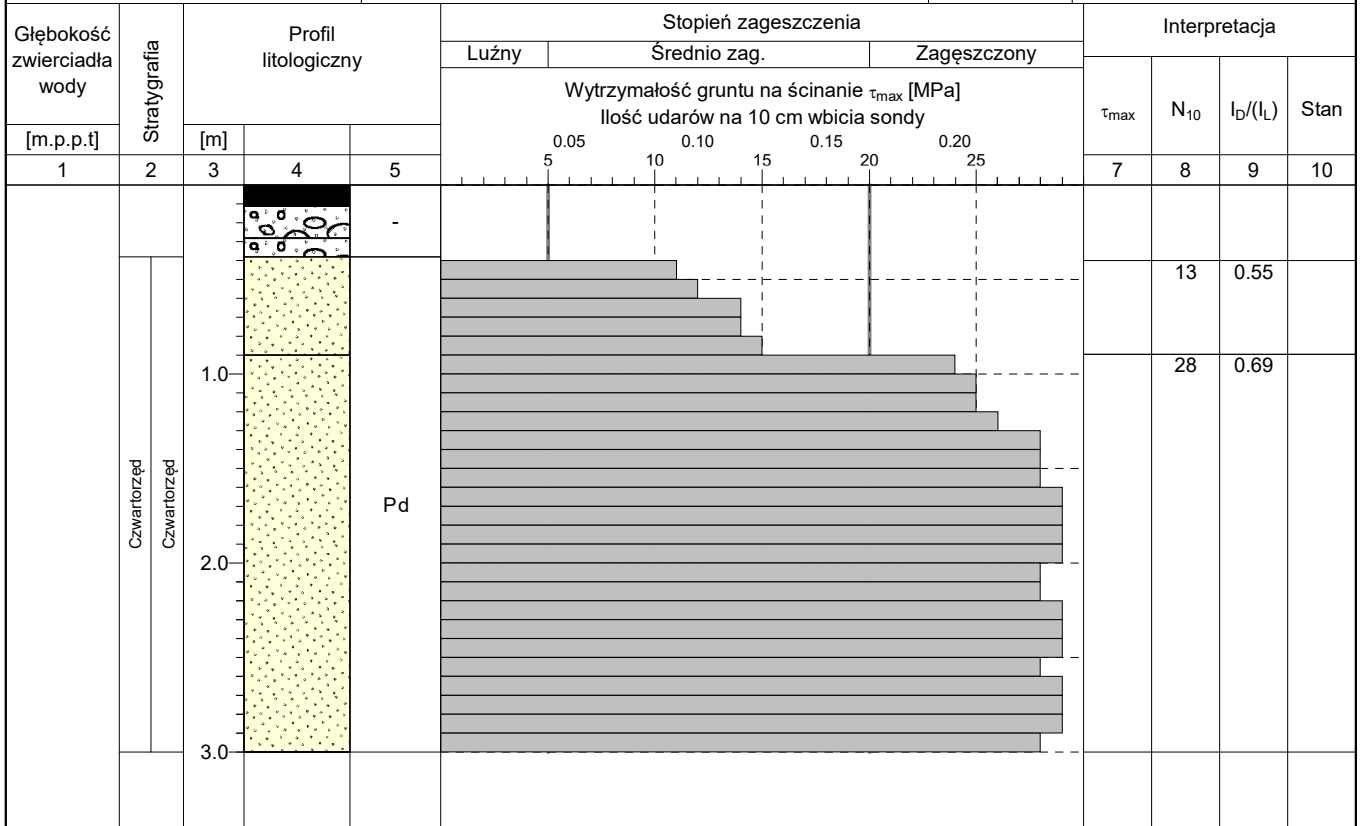 Głębokość
zwierciadła
wody
[m.p.p.t]
Stratygrafia
Profil
litologiczny
[m]
Stopień zagęszczenia
Luźny Średnio zag. Zagęszczony
Wytrzymałość gruntu na ścinanie τmax [MPa]
Ilość udarów na 10 cm wbicia sondy
0.05 0.10 0.15 0.20
5 10 15 20 25
Interpretacja
τmax N10 ID/(IL) Stan
1 2 3 4 5 7 8 9 10
-
13 0.55
28 0.69
1.0
Czwartorzęd
Czwartorzęd
Pd
2.0
3.0